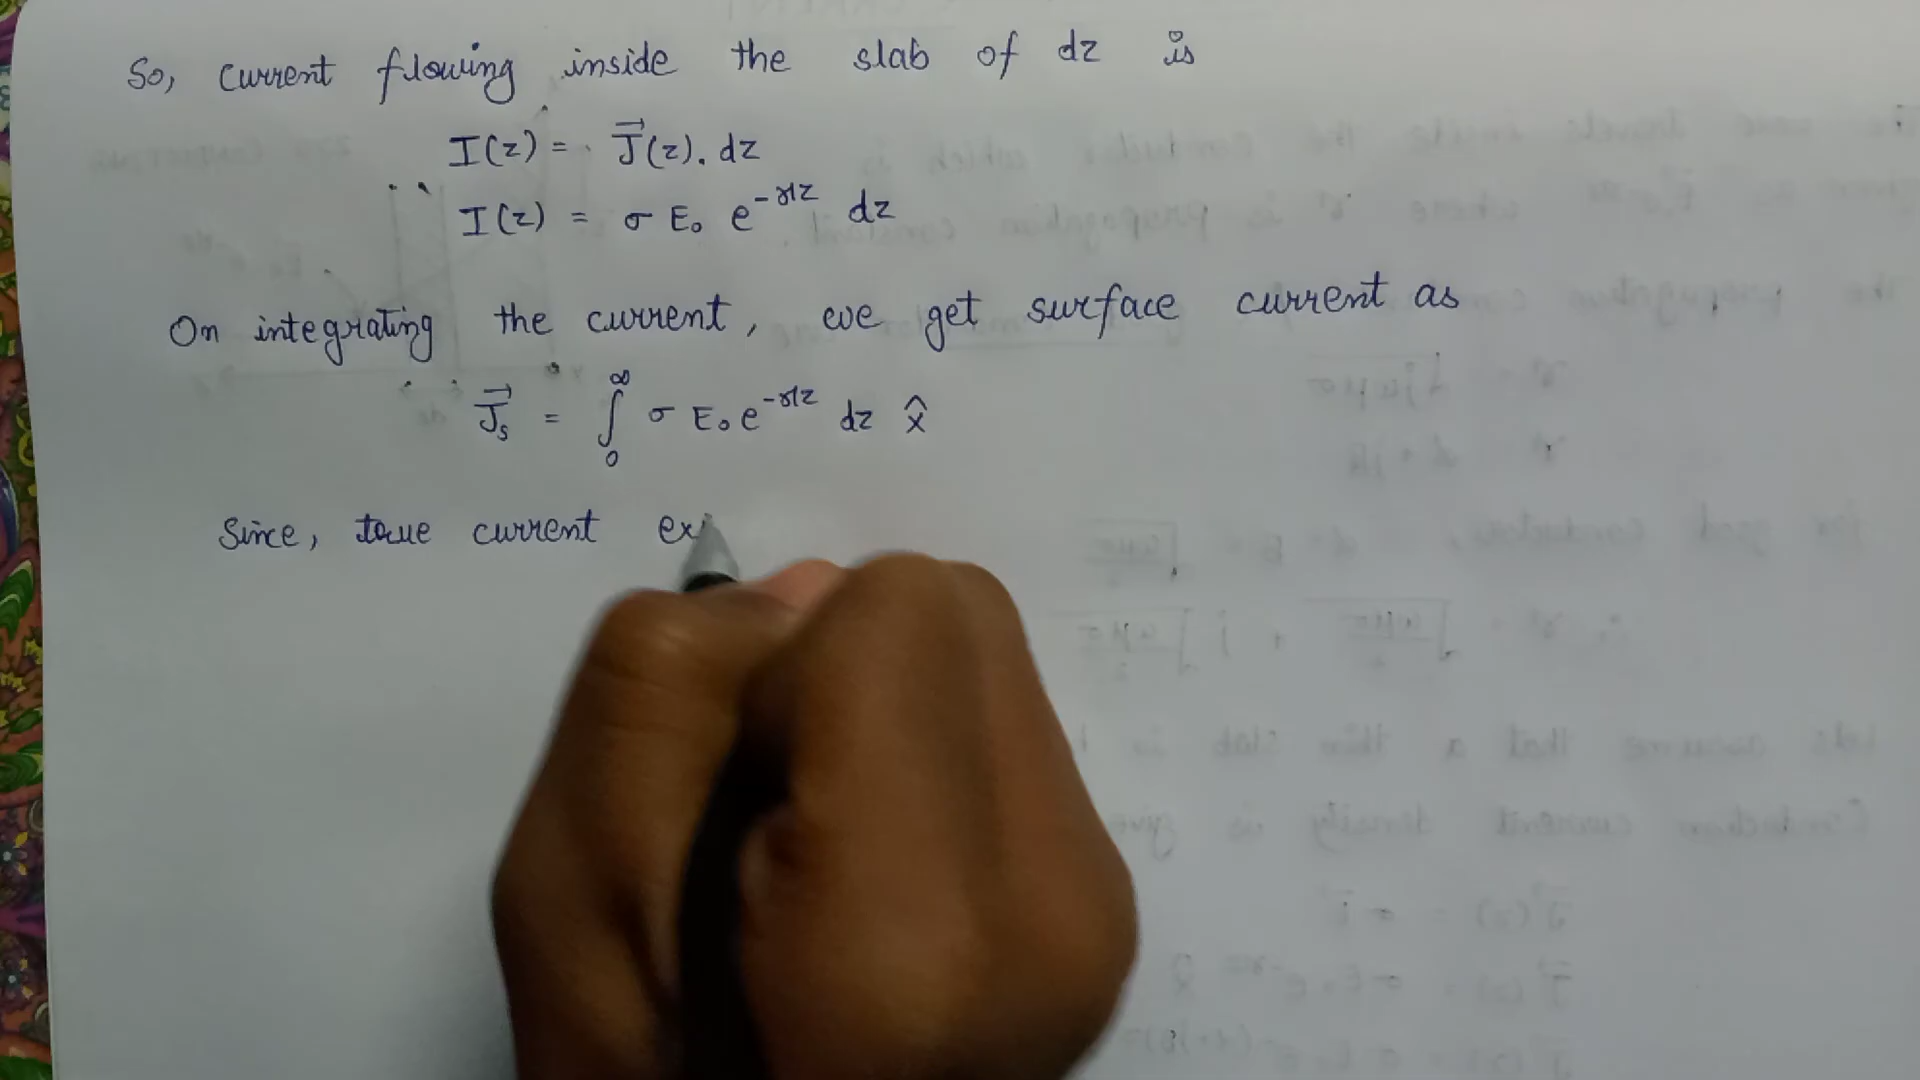 So, current flowing inside the slab of dz is
I(z) = J⃗(z). dz
I(z) = σ E₀ e^{-γz} dz
On integrating the current, we get surface current as
J⃗ₛ = ∫₀^∞ σ E₀ e^{-γz} dz x̂
Since, true current ex